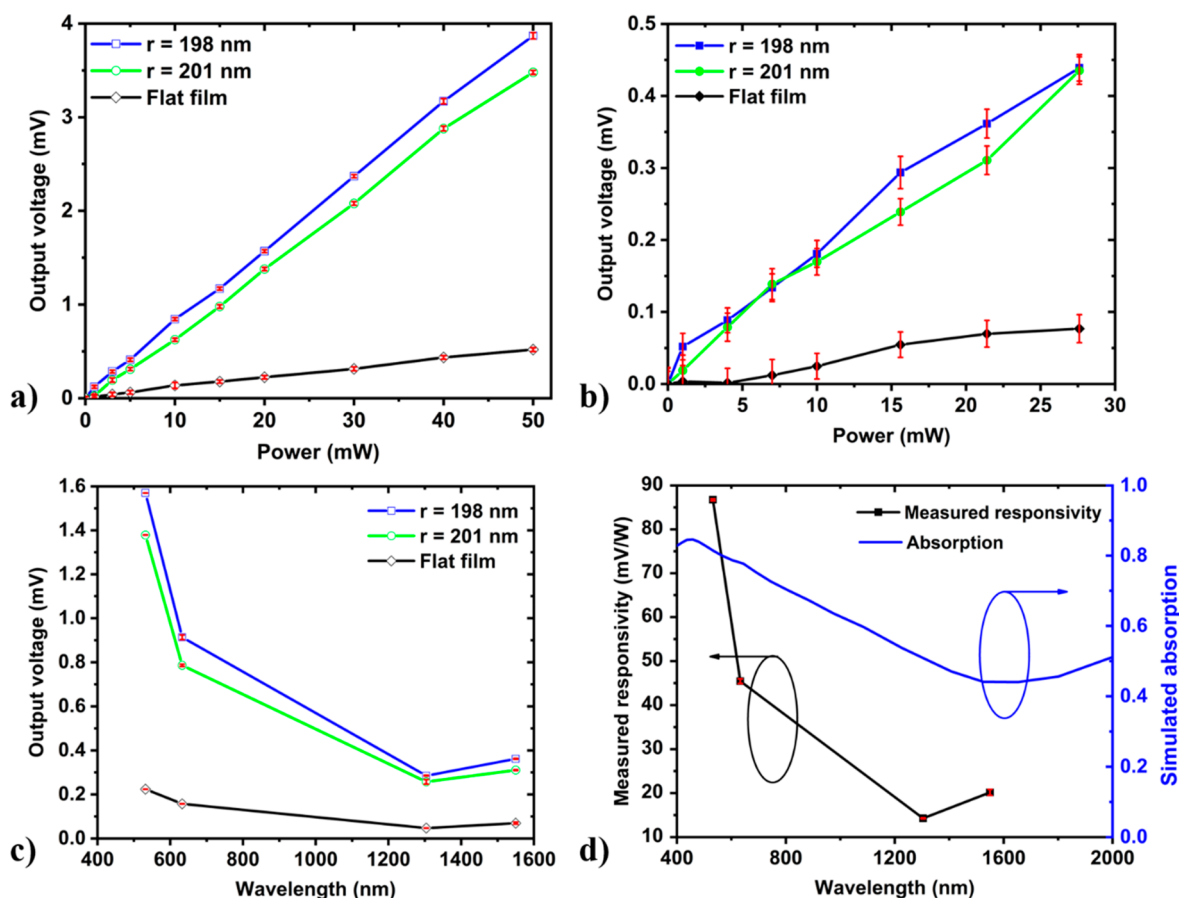 4
3
2
1
0
Output voltage (mV)
r = 198 nm
r = 201 nm
Flat film
0 10 20 30 40 50
Power (mW)
a)
0.5
0.4
0.3
0.2
0.1
0.0
Output voltage (mV)
r = 198 nm
r = 201 nm
Flat film
0 5 10 15 20 25 30
Power (mW)
b)
1.6
1.4
1.2
1.0
0.8
0.6
0.4
0.2
0.0
Output voltage (mV)
r = 198 nm
r = 201 nm
Flat film
400 600 800 1000 1200 1400 1600
Wavelength (nm)
c)
90
80
70
60
50
40
30
20
10
Measured responsivity (mV/W)
Measured responsivity
Absorption
1.0
0.8
0.6
0.4
0.2
0.0
Simulated absorption
400 800 1200 1600 2000
Wavelength (nm)
d)